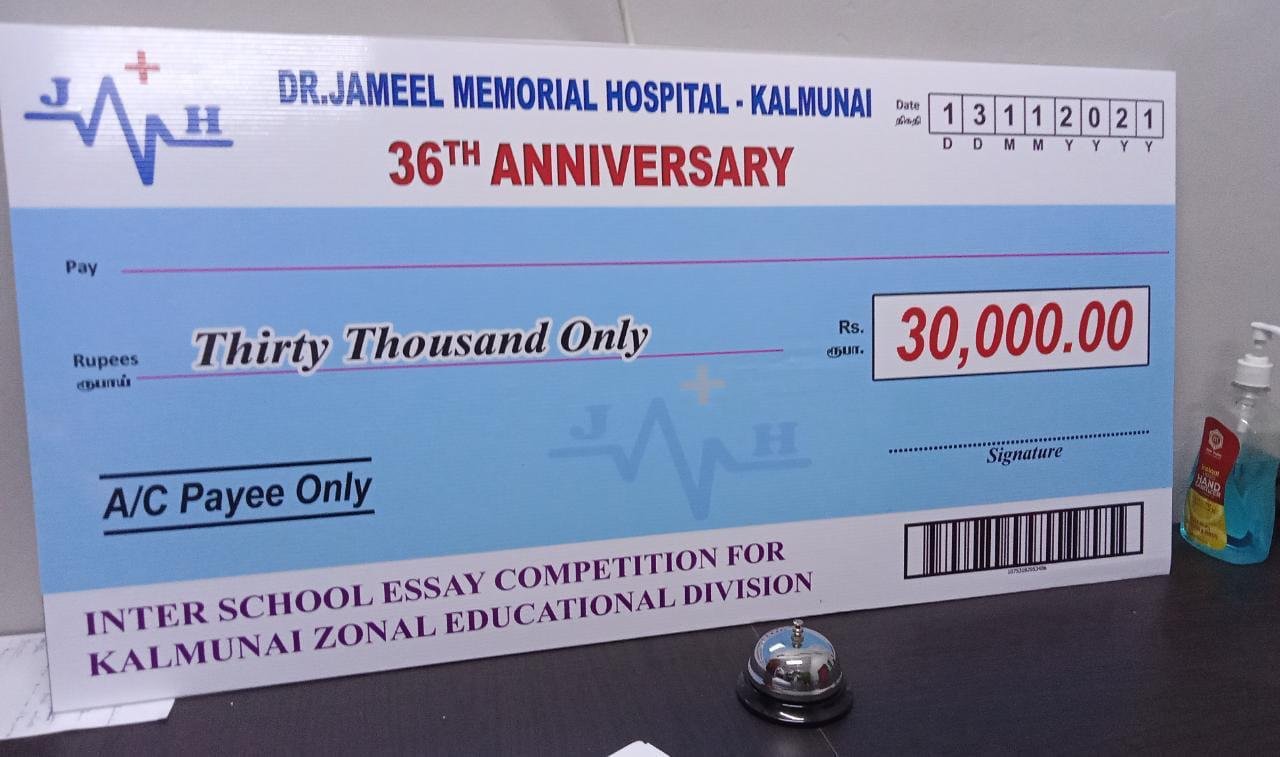 J H
DR.JAMEEL MEMORIAL HOSPITAL - KALMUNAI
36TH ANNIVERSARY
Date
திகதி
1 3 1 1 2 0 2 1
D D M M Y Y Y Y
Pay
Rupees
ரூபாய்
Thirty Thousand Only
Rs.
ரூபா.
30,000.00
J H
A/C Payee Only
Signature
INTER SCHOOL ESSAY COMPETITION FOR
KALMUNAI ZONAL EDUCATIONAL DIVISION
HAND
SANITIZER